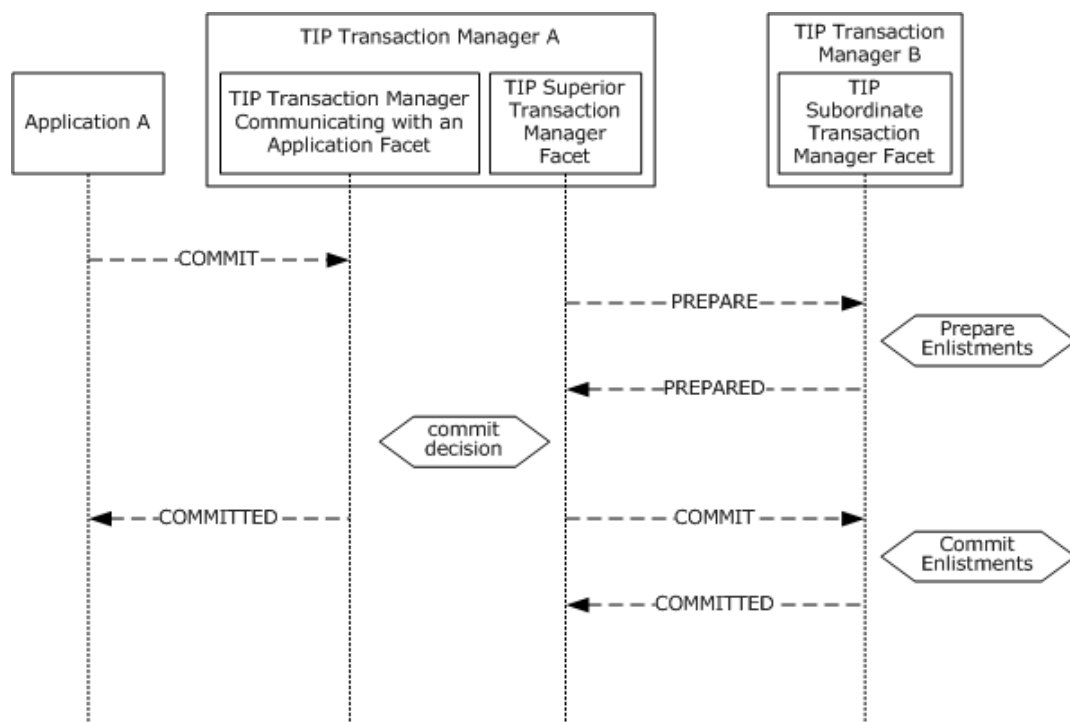 TIP Transaction Manager A
TIP Transaction
Manager B
Application A
TIP Transaction Manager
Communicating with an
Application Facet
TIP Superior
Transaction
Manager
Facet
TIP
Subordinate
Transaction
Manager Facet
COMMIT
PREPARE
Prepare
Enlistments
PREPARED
commit
decision
COMMITTED
COMMIT
Commit
Enlistments
COMMITTED